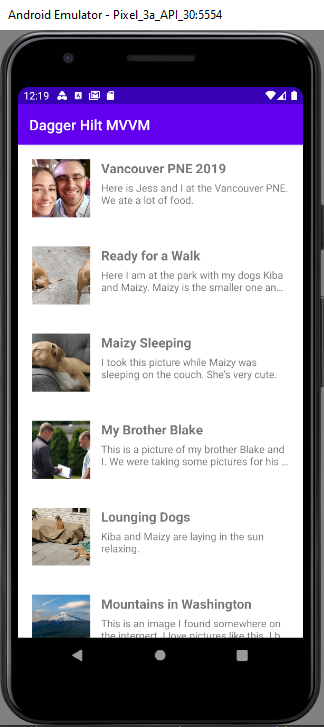 Android Emulator - Pixel_3a_API_30:5554
12:19
Dagger Hilt MVVM
Vancouver PNE 2019
Here is Jess and I at the Vancouver PNE.
We ate a lot of food.
Ready for a Walk
Here I am at the park with my dogs Kiba
and Maizy. Maizy is the smaller one an...
Maizy Sleeping
I took this picture while Maizy was
sleeping on the couch. She's very cute.
My Brother Blake
This is a picture of my brother Blake and
I. We were taking some pictures for his ...
Lounging Dogs
Kiba and Maizy are laying in the sun
relaxing.
Mountains in Washington
This is an image I found somewhere on
the internert. I love pictures like this. I b